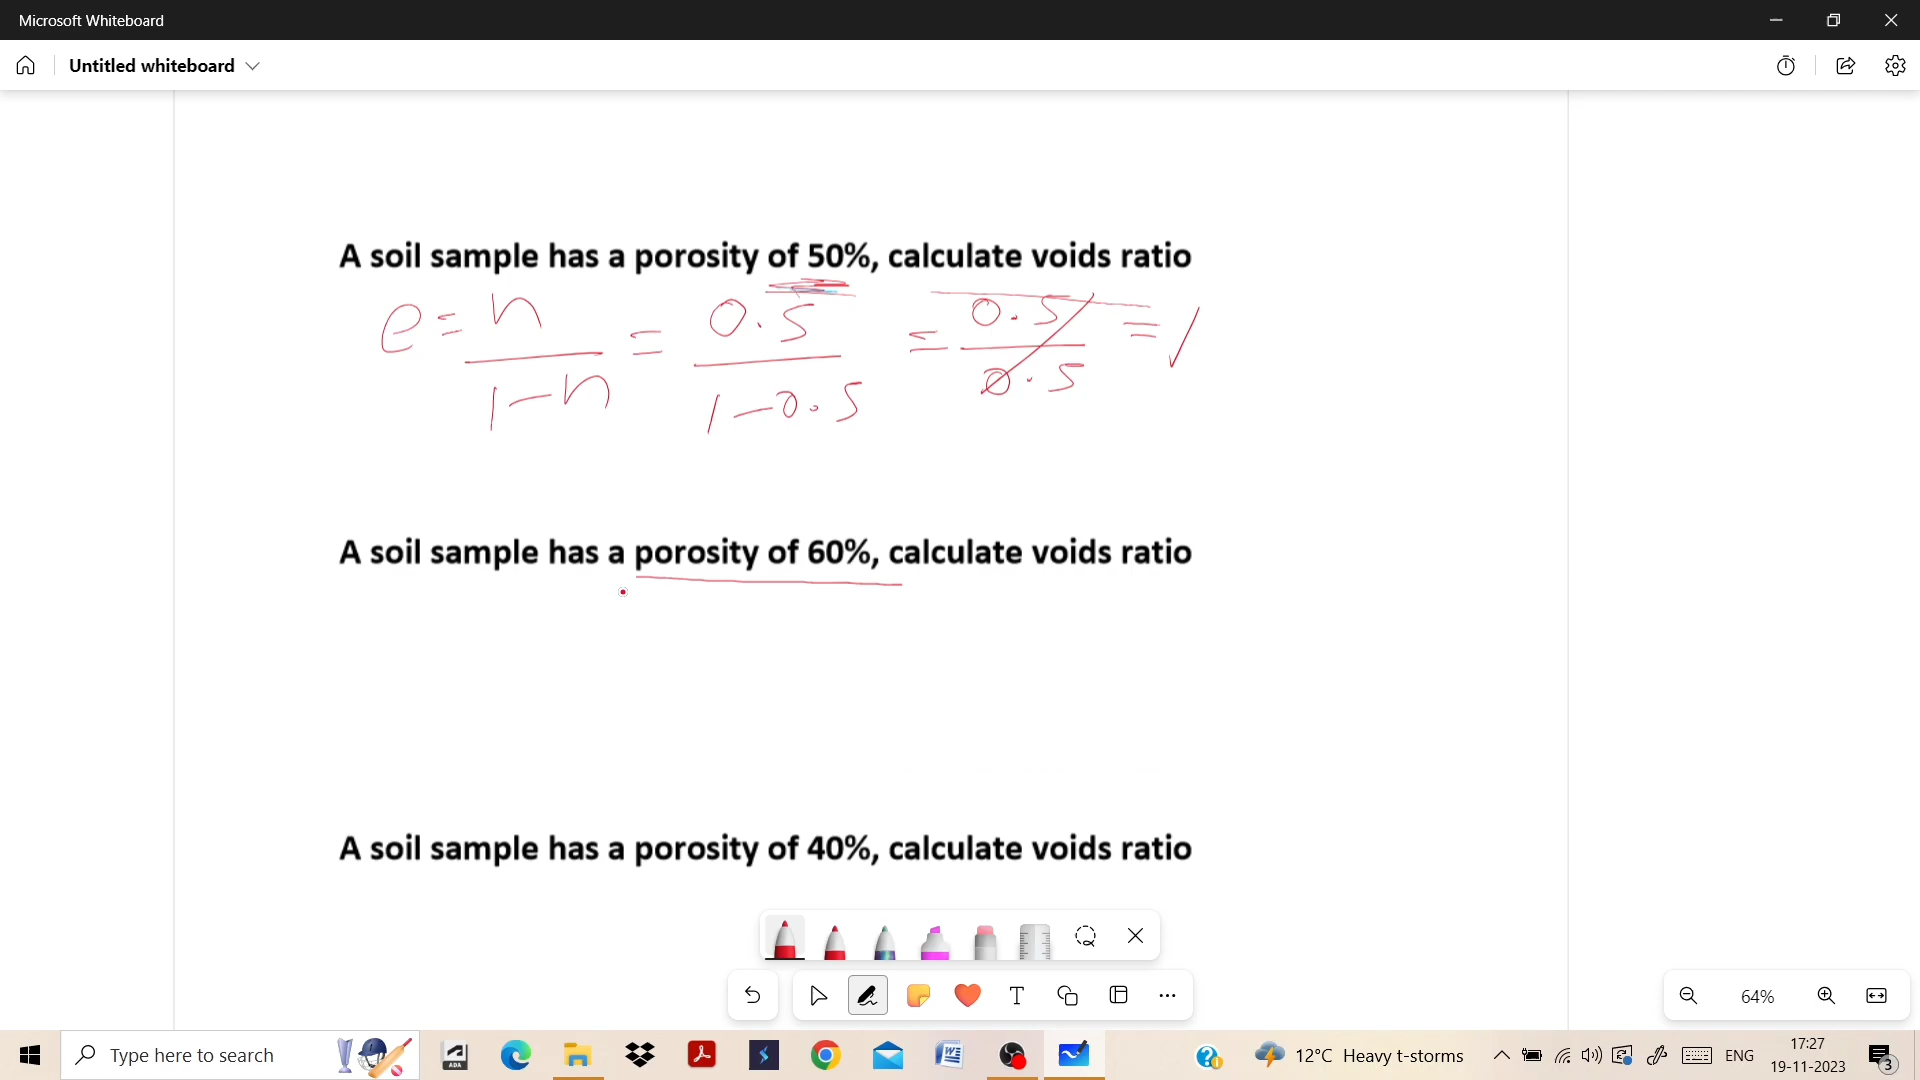 Microsoft Whiteboard
Untitled whiteboard
A soil sample has a porosity of 50%, calculate voids ratio
e = n / 1-n = 0.5 / 1-0.5 = 0.5 / 0.5 = 1
A soil sample has a porosity of 60%, calculate voids ratio
A soil sample has a porosity of 40%, calculate voids ratio
T
64%
Type here to search
ADA
12°C Heavy t-storms
ENG
17:27
19-11-2023
3